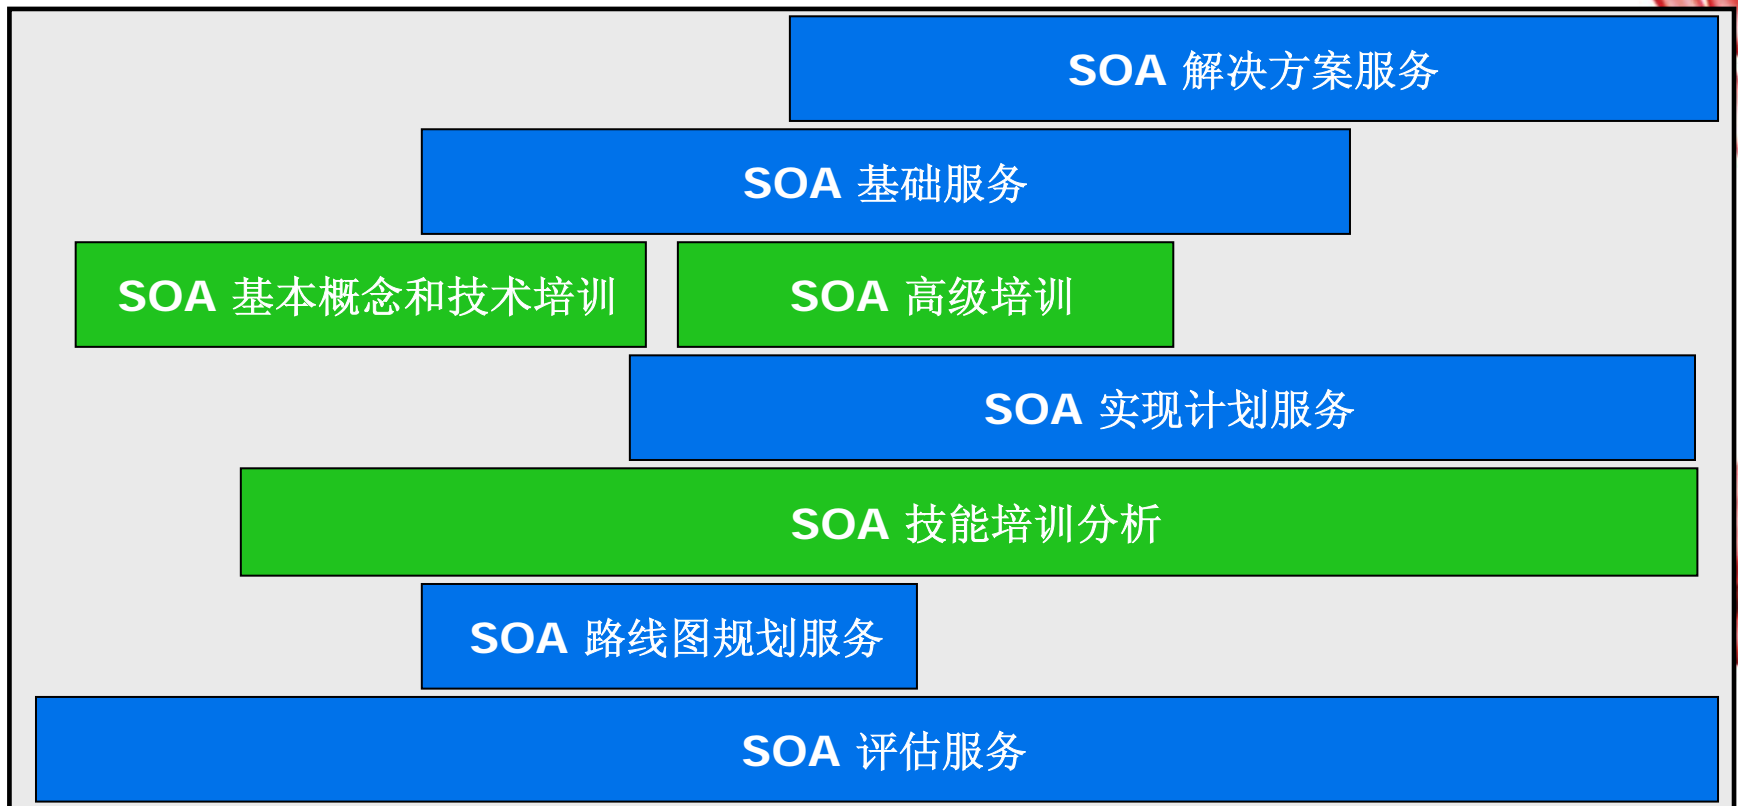 SOA 解决方案服务
SOA 基础服务
SOA 基本概念和技术培训
SOA 高级培训
SOA 实现计划服务
SOA 技能培训分析
SOA 路线图规划服务
SOA 评估服务